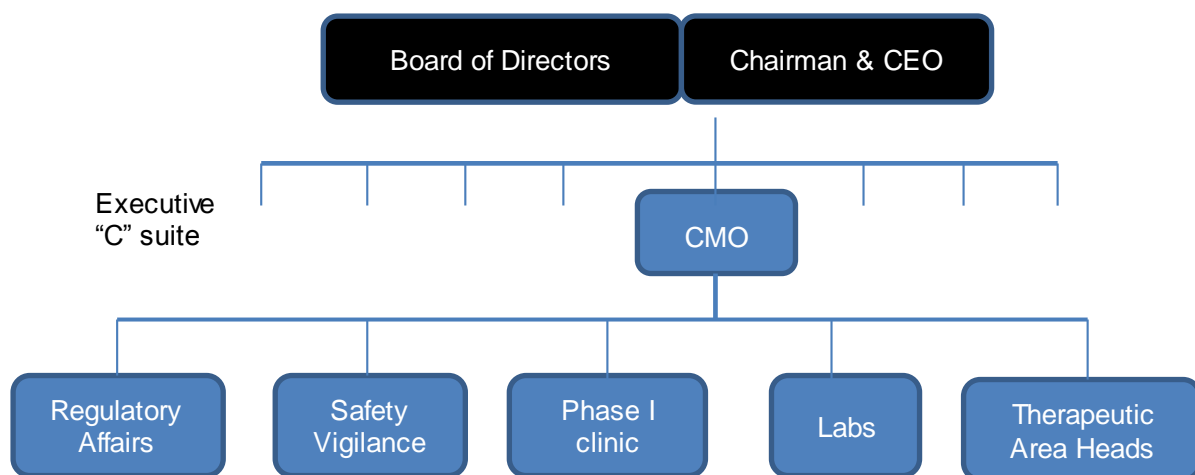 Board of Directors
Chairman & CEO
Executive
“C” suite
CMO
Regulatory
Affairs
Safety
Vigilance
Phase I
clinic
Labs
Therapeutic
Area Heads